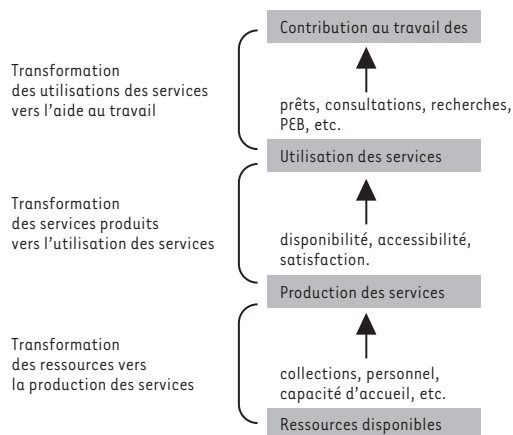 Contribution au travail des
Transformation
des utilisations des services
vers l'aide au travail
prêts, consultations, recherches,
PEB, etc.
Utilisation des services
Transformation
des services produits
vers l'utilisation des services
disponibilité, accessibilité,
satisfaction.
Production des services
Transformation
des ressources vers
la production des services
collections, personnel,
capacité d'accueil, etc.
Ressources disponibles